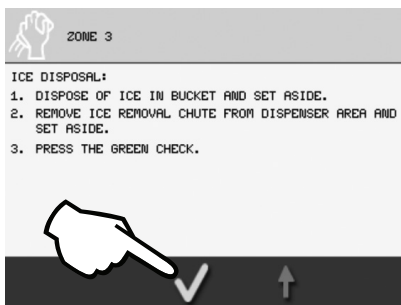 ZONE 3
ICE DISPOSAL:
1. DISPOSE OF ICE IN BUCKET AND SET ASIDE.
2. REMOVE ICE REMOVAL CHUTE FROM DISPENSER AREA AND
SET ASIDE.
3. PRESS THE GREEN CHECK.